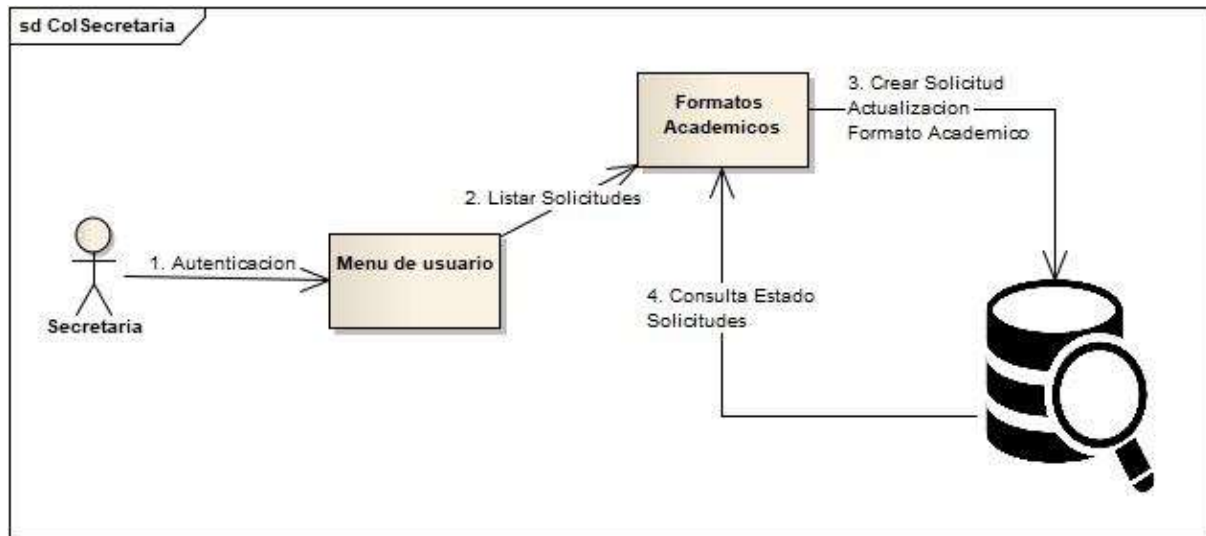 sd ColSecretaria
Formatos
Academicos
3. Crear Solicitud
Actualizacion
Formato Academico
2. Listar Solicitudes
1. Autenticacion
Menu de usuario
Secretaria
4. Consulta Estado
Solicitudes